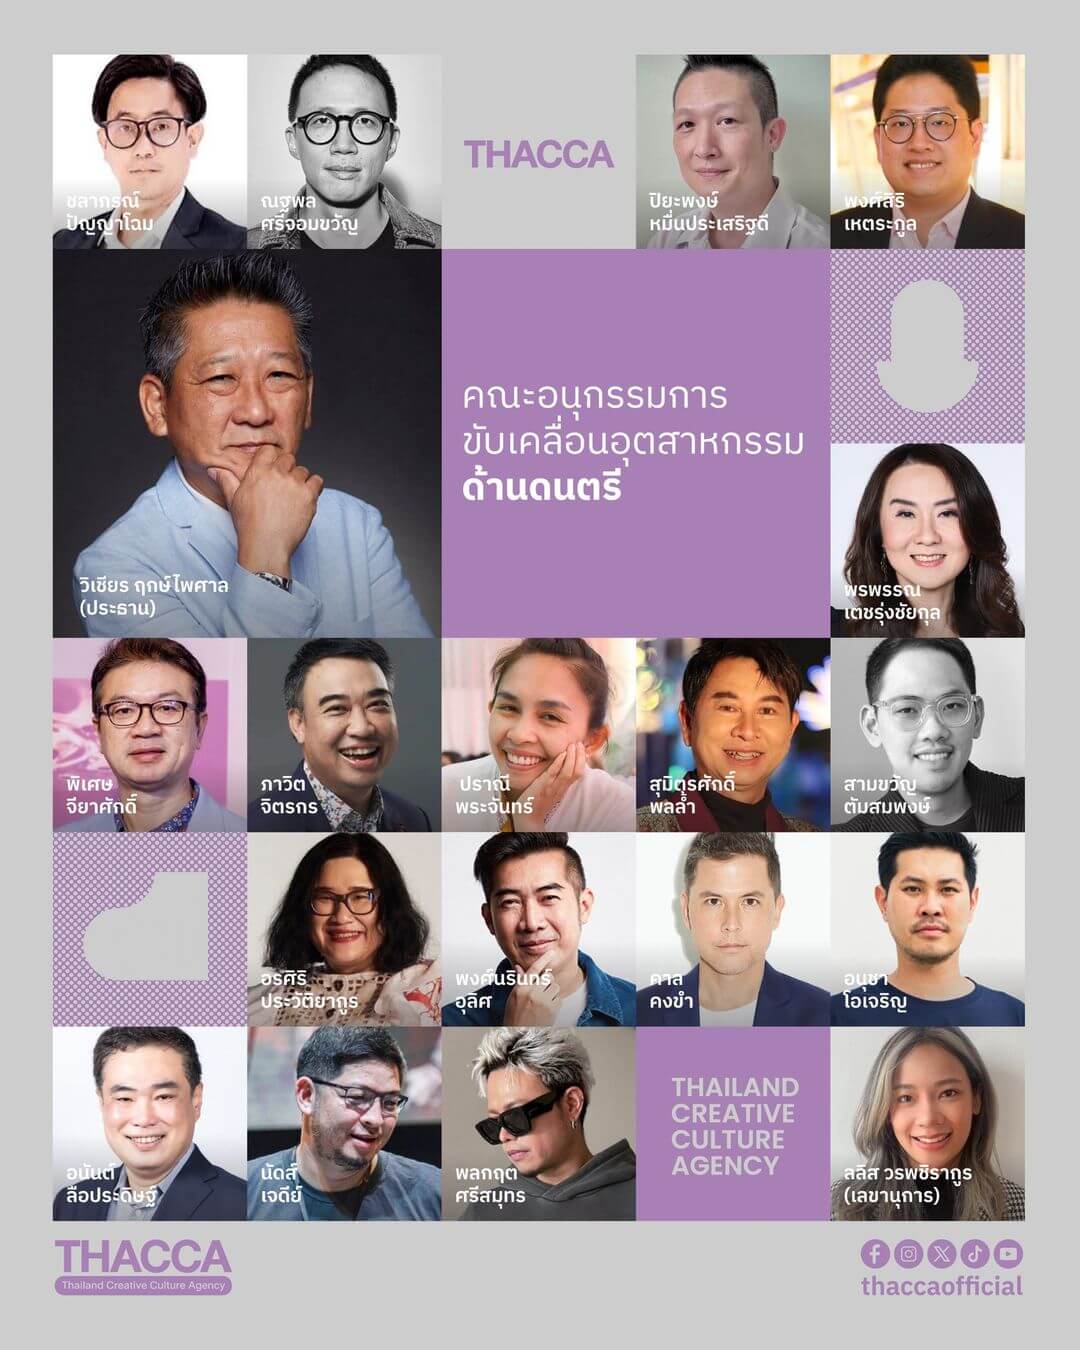 ชลากรณ์
ปัญญาโฉม
ณฐพล
ศรีจอมขวัญ
THACCA
ปิยะพงษ์
หมื่นประเสริฐดี
พงศ์สิริ
เหตระกูล
วิเชียร ฤกษ์ไพศาล
(ประธาน)
คณะอนุกรรมการ
ขับเคลื่อนอุตสาหกรรม
ด้านดนตรี
พรพรรณ
เตชรุ่งชัยกุล
พิเศษ
จียาศักดิ์
ภาวิต
จิตรกร
ปราณี
พระจันทร์
สุมิตรศักดิ์
พลล้ำ
สามขวัญ
ตันสมพงษ์
อรศิริ
ประวัติยากูร
พงศ์นรินทร์
อุลิศ
คาล
คงขำ
อนุชา
โอเจริญ
อนันต์
ลือประดิษฐ์
นัดส์
เจดีย์
พลกฤต
ศรีสมุทร
THAILAND
CREATIVE
CULTURE
AGENCY
ลลิส วรพชิรากูร
(เลขานุการ)
THACCA
Thailand Creative Culture Agency
thaccaofficial